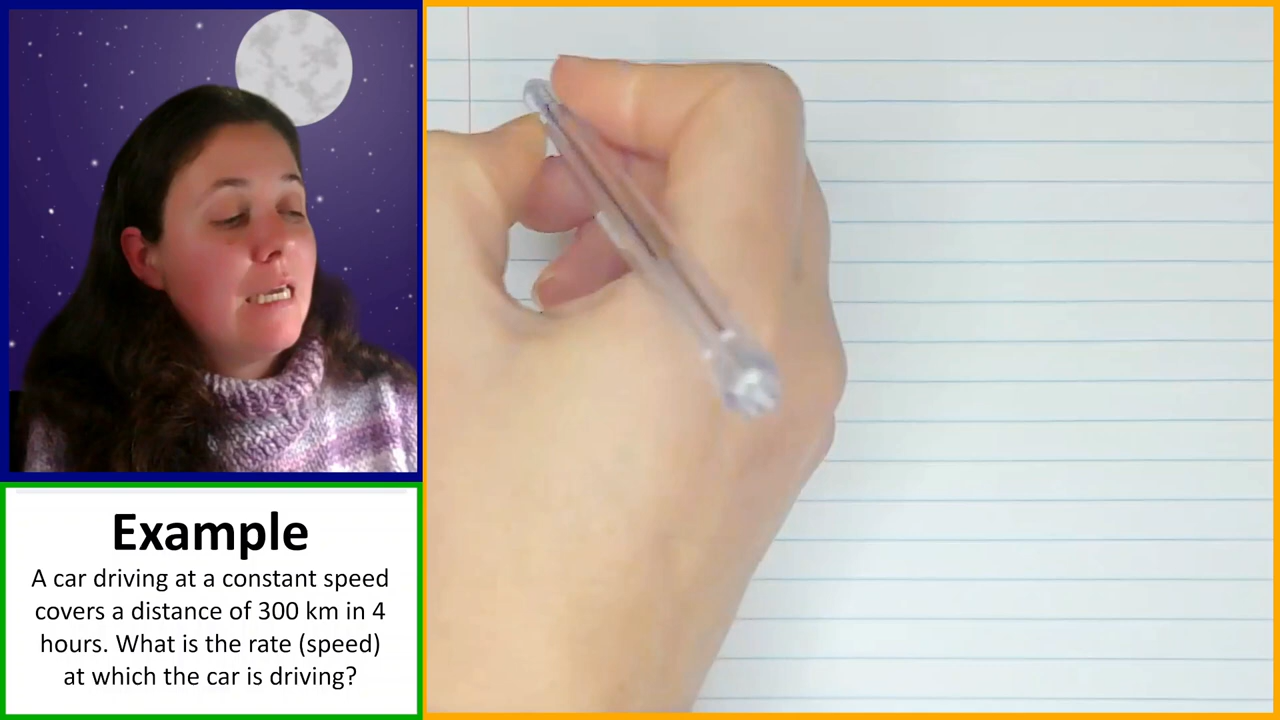 Example
A car driving at a constant speed
covers a distance of 300 km in 4
hours. What is the rate (speed)
at which the car is driving?